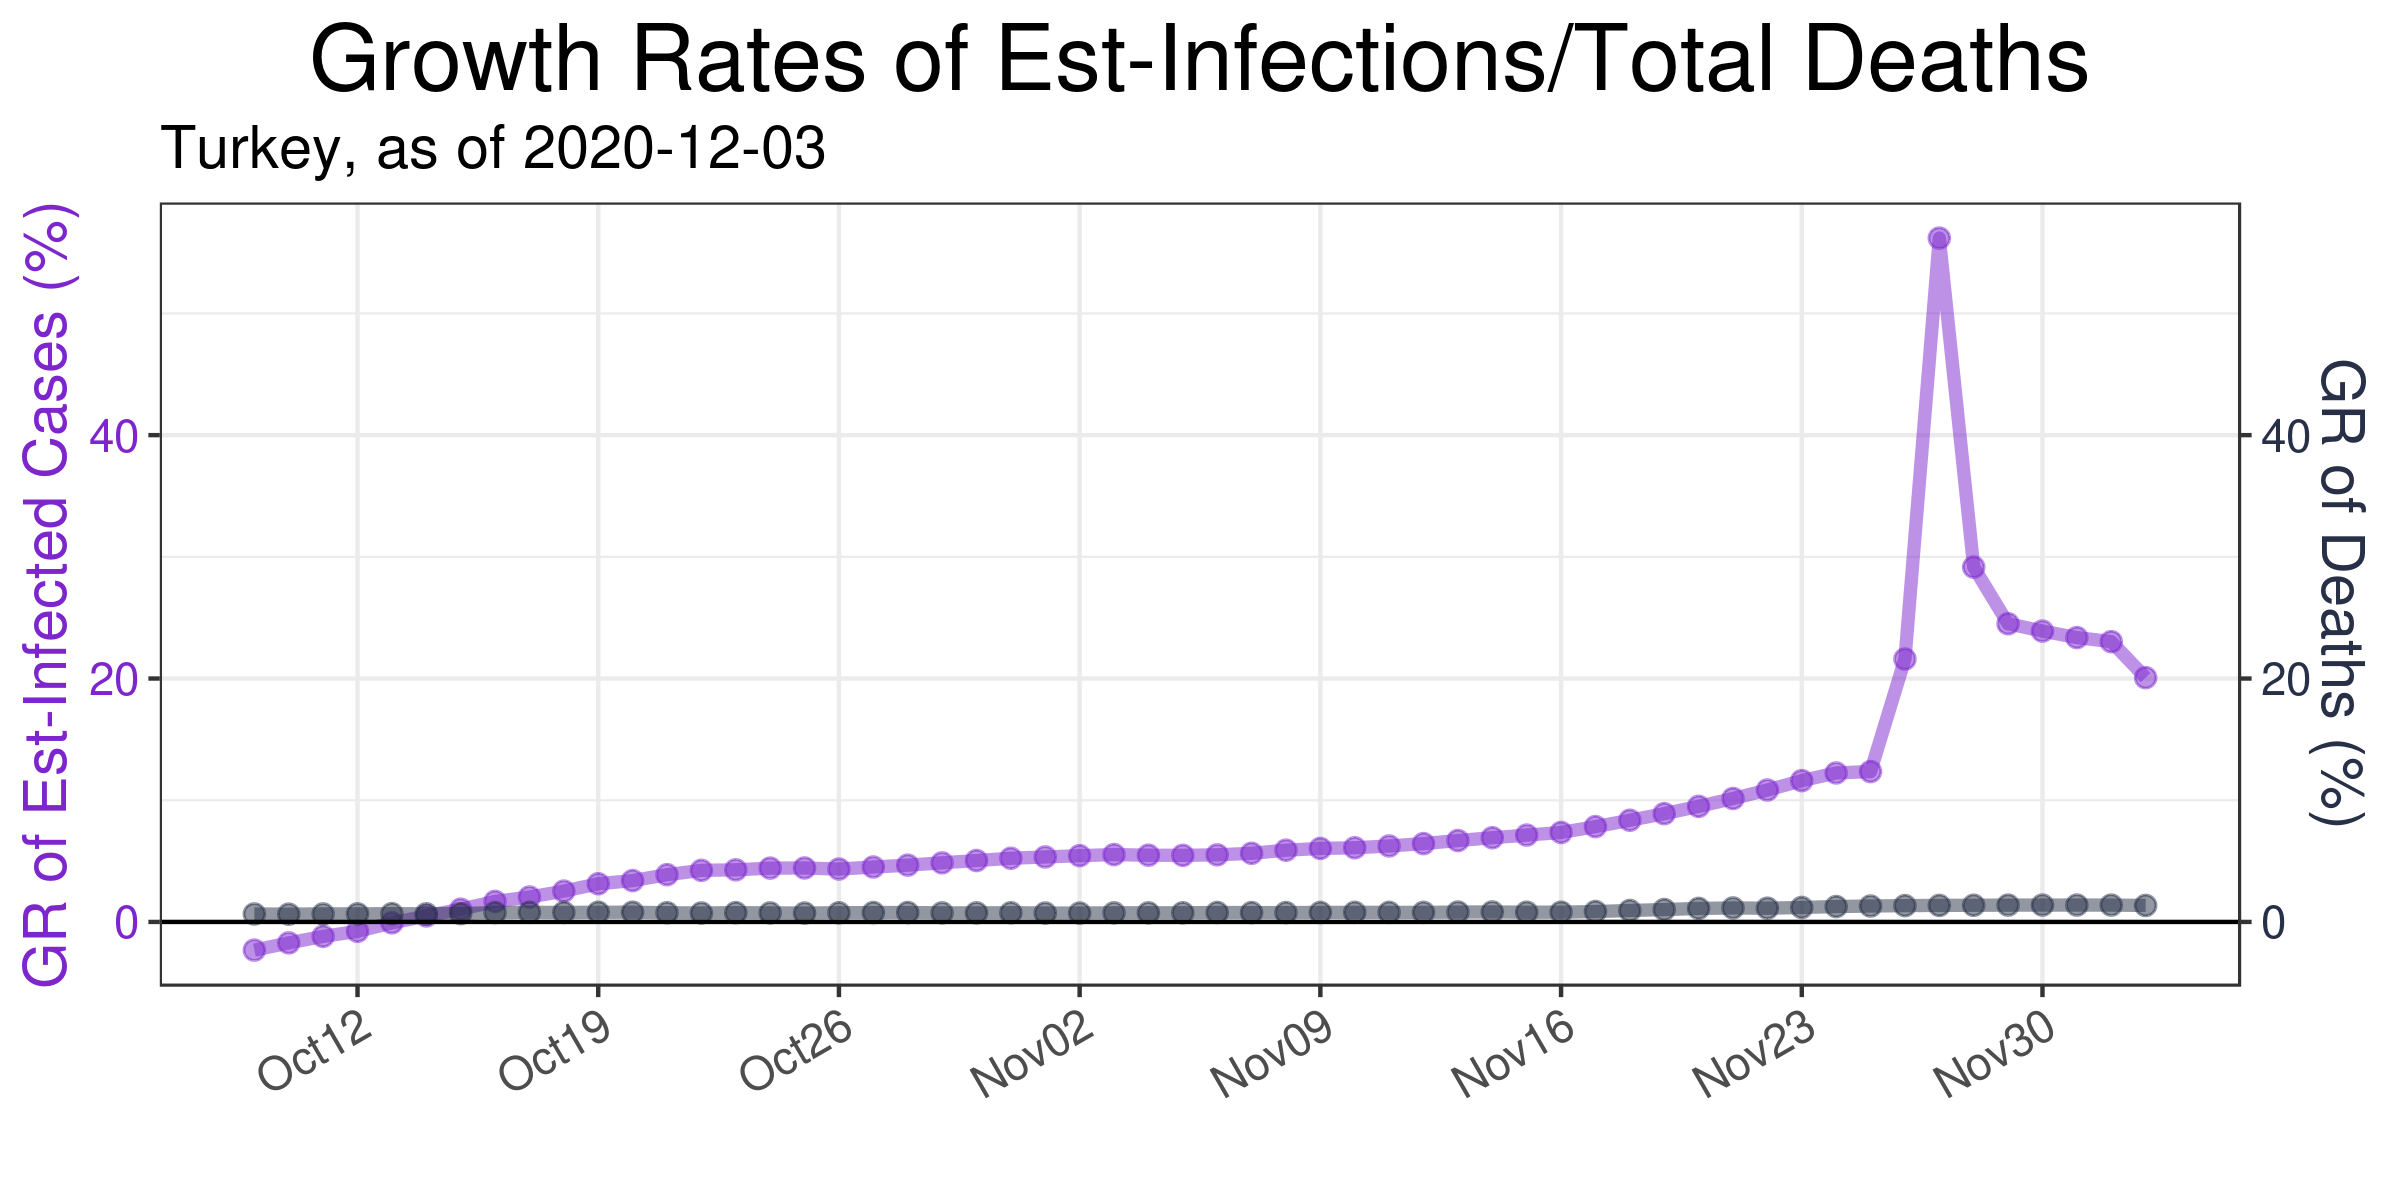 Growth Rates of Est-Infections/Total Deaths
Turkey, as of 2020-12-03
GR of Est-Infected Cases (%)
40
20
0
40
20
0
GR of Deaths (%)
Oct12
Oct19
Oct26
Nov02
Nov09
Nov16
Nov23
Nov30